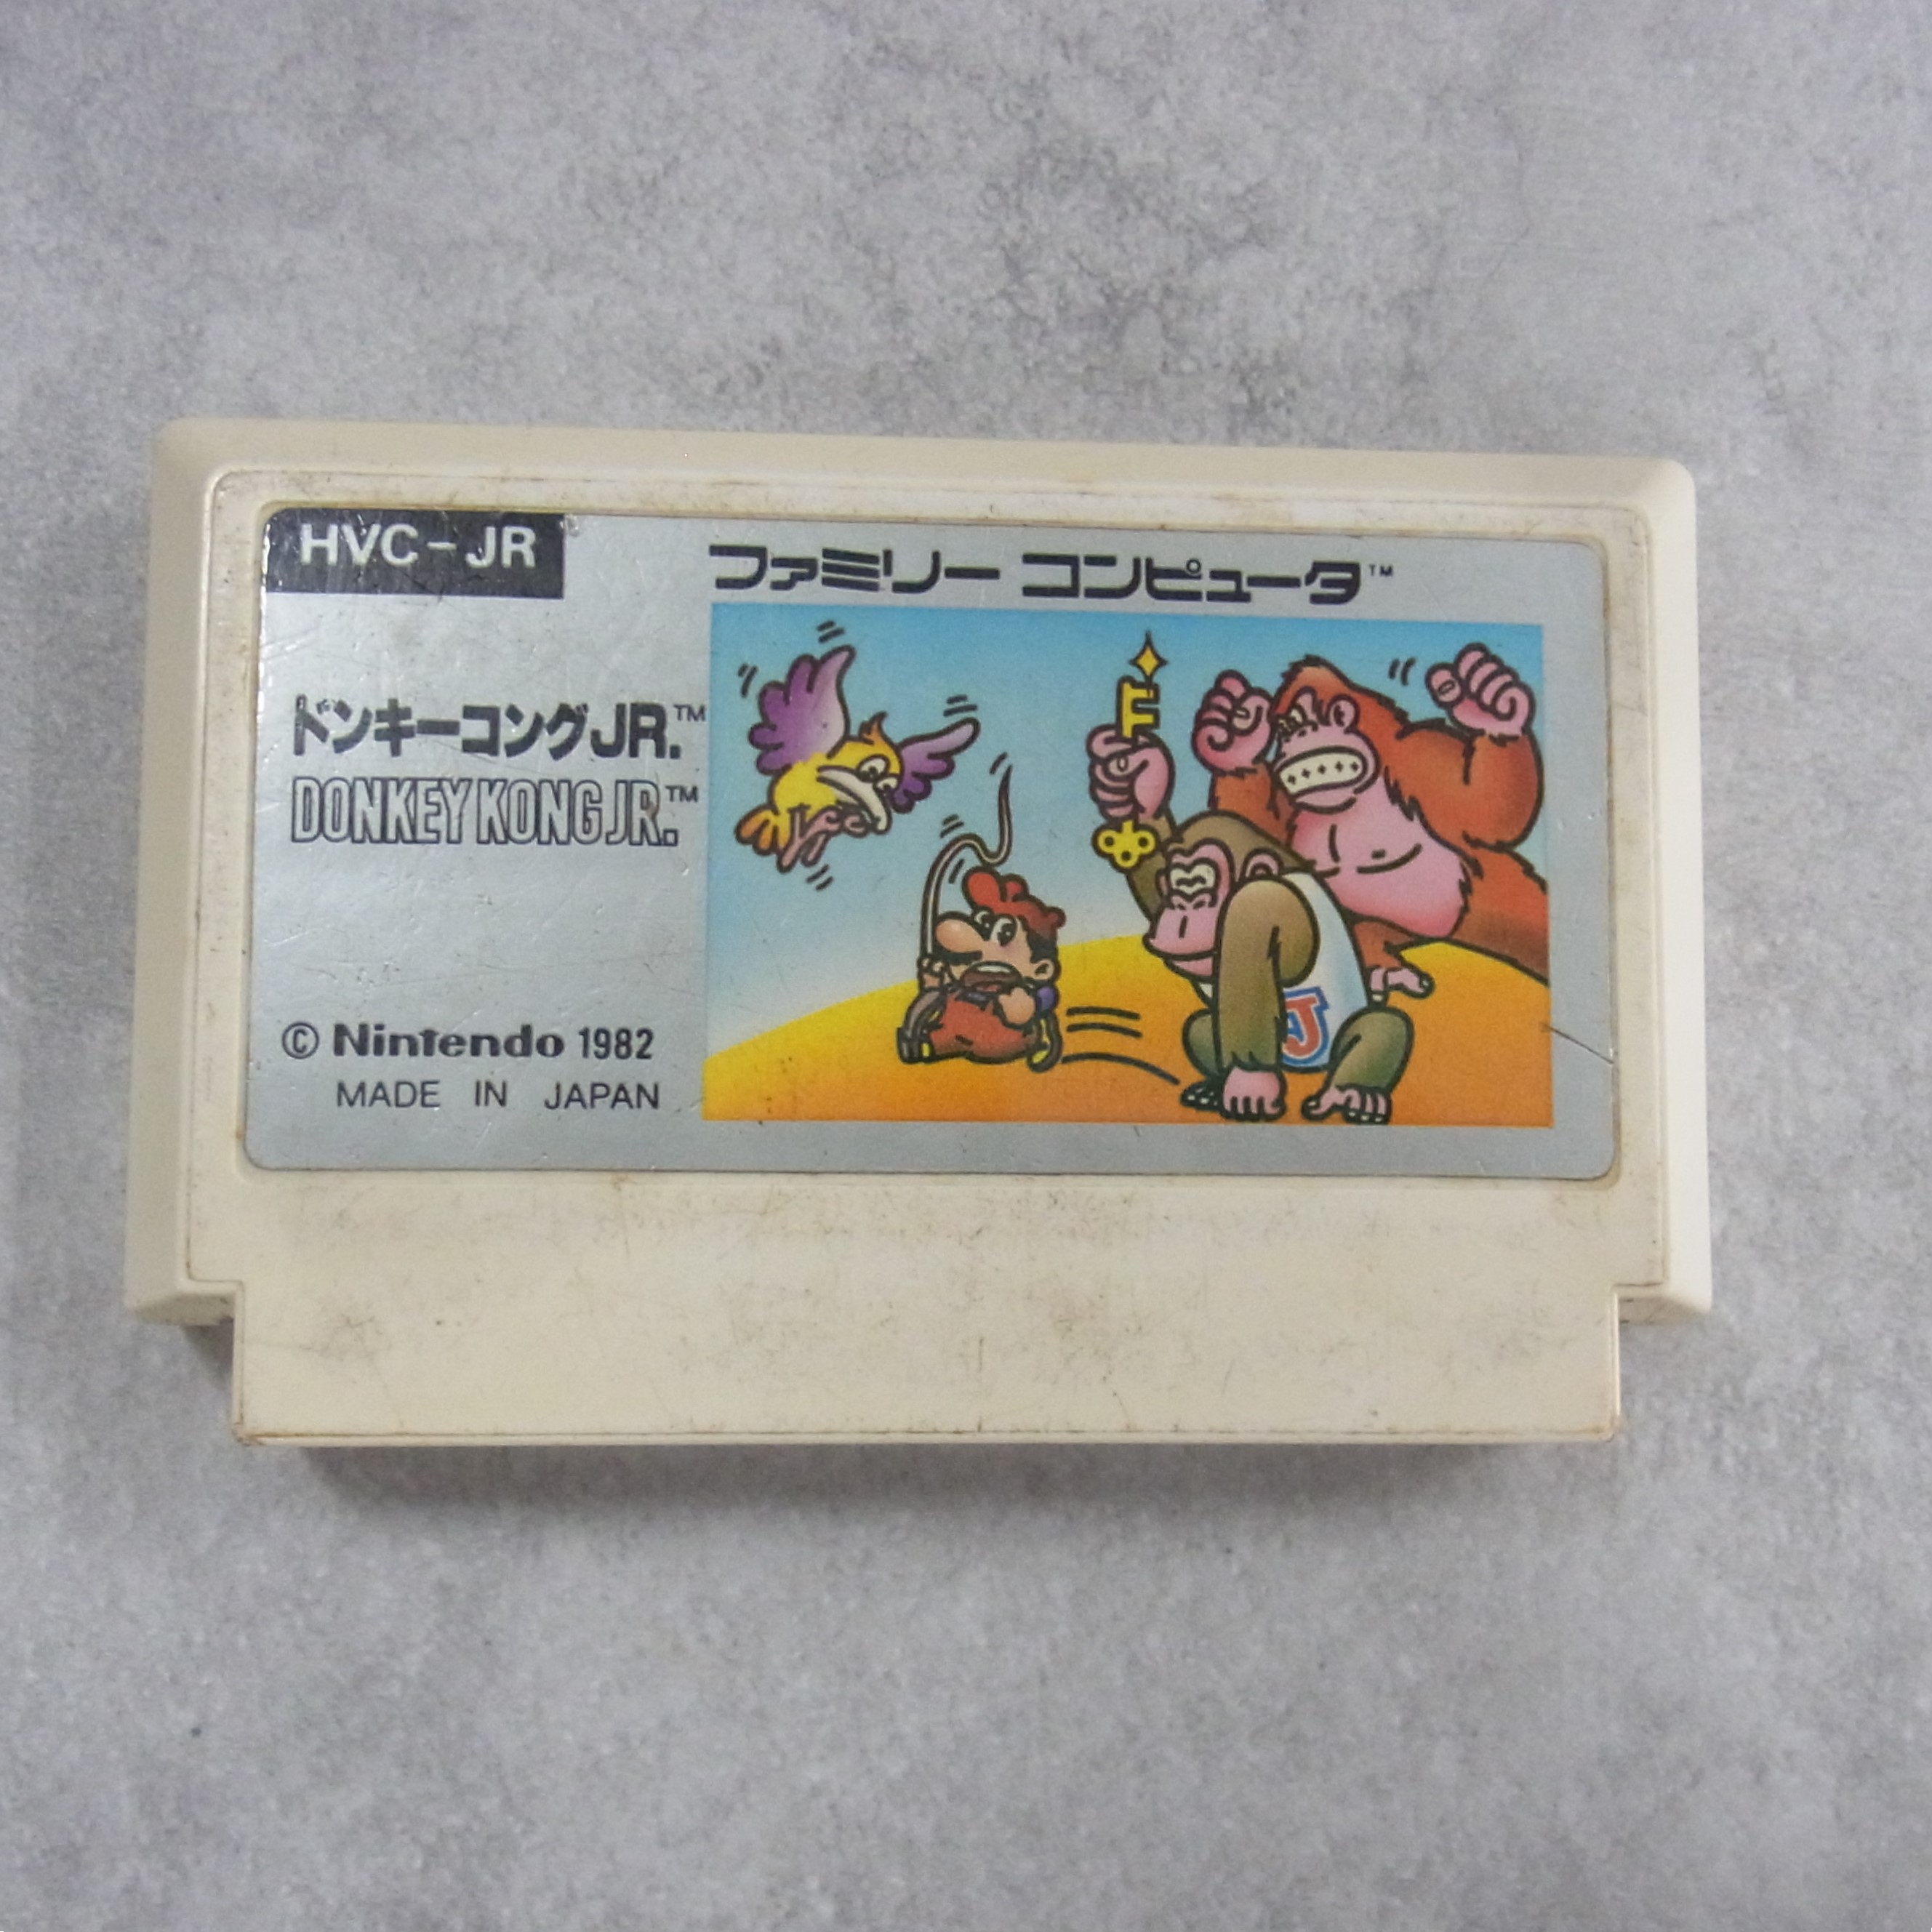 HVC-JR
ファミリー コンピュータ™
ドンキーコングJR.™
DONKEY KONG JR.™
© Nintendo 1982
MADE IN JAPAN
J